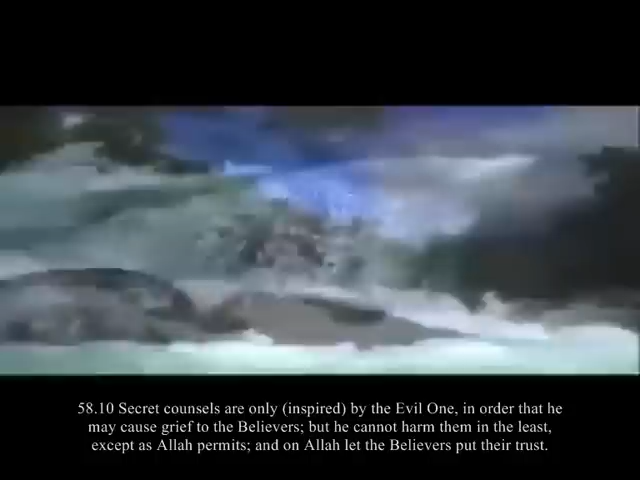 58.10 Secret counsels are only (inspired) by the Evil One, in order that he
may cause grief to the Believers; but he cannot harm them in the least,
except as Allah permits; and on Allah let the Believers put their trust.